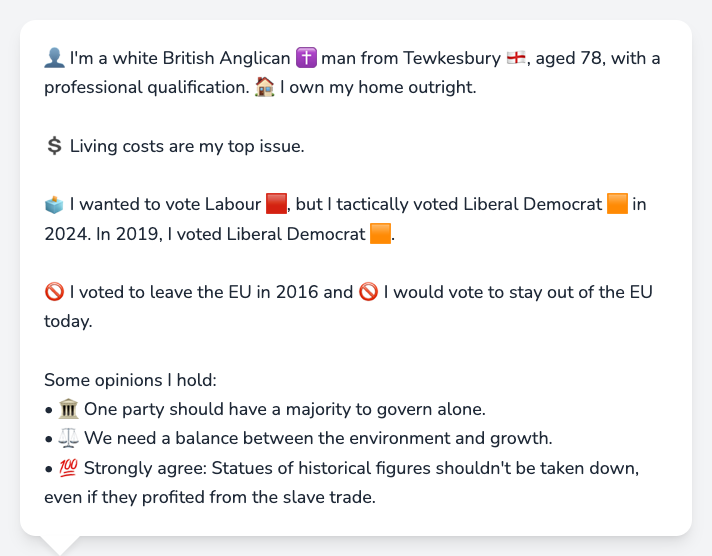 👤 I'm a white British Anglican ✝️ man from Tewkesbury 🏴󠁧󠁢󠁥󠁮󠁧󠁿, aged 78, with a
professional qualification. 🏠 I own my home outright.
💲 Living costs are my top issue.
🗳️ I wanted to vote Labour 🟥, but I tactically voted Liberal Democrat 🟧 in
2024. In 2019, I voted Liberal Democrat 🟧.
🚫 I voted to leave the EU in 2016 and 🚫 I would vote to stay out of the EU
today.
Some opinions I hold:
• 🏛️ One party should have a majority to govern alone.
• ⚖️ We need a balance between the environment and growth.
• 💯 Strongly agree: Statues of historical figures shouldn't be taken down,
even if they profited from the slave trade.